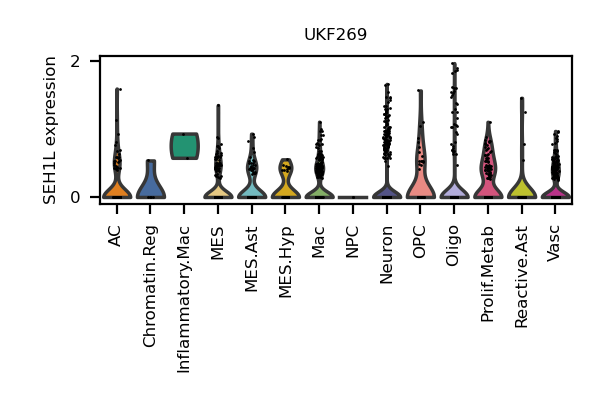 UKF269
SEH1L expression
2
0
AC
Chromatin.Reg
Inflammatory.Mac
MES
MES.Ast
MES.Hyp
Mac
NPC
Neuron
OPC
Oligo
Prolif.Metab
Reactive.Ast
Vasc